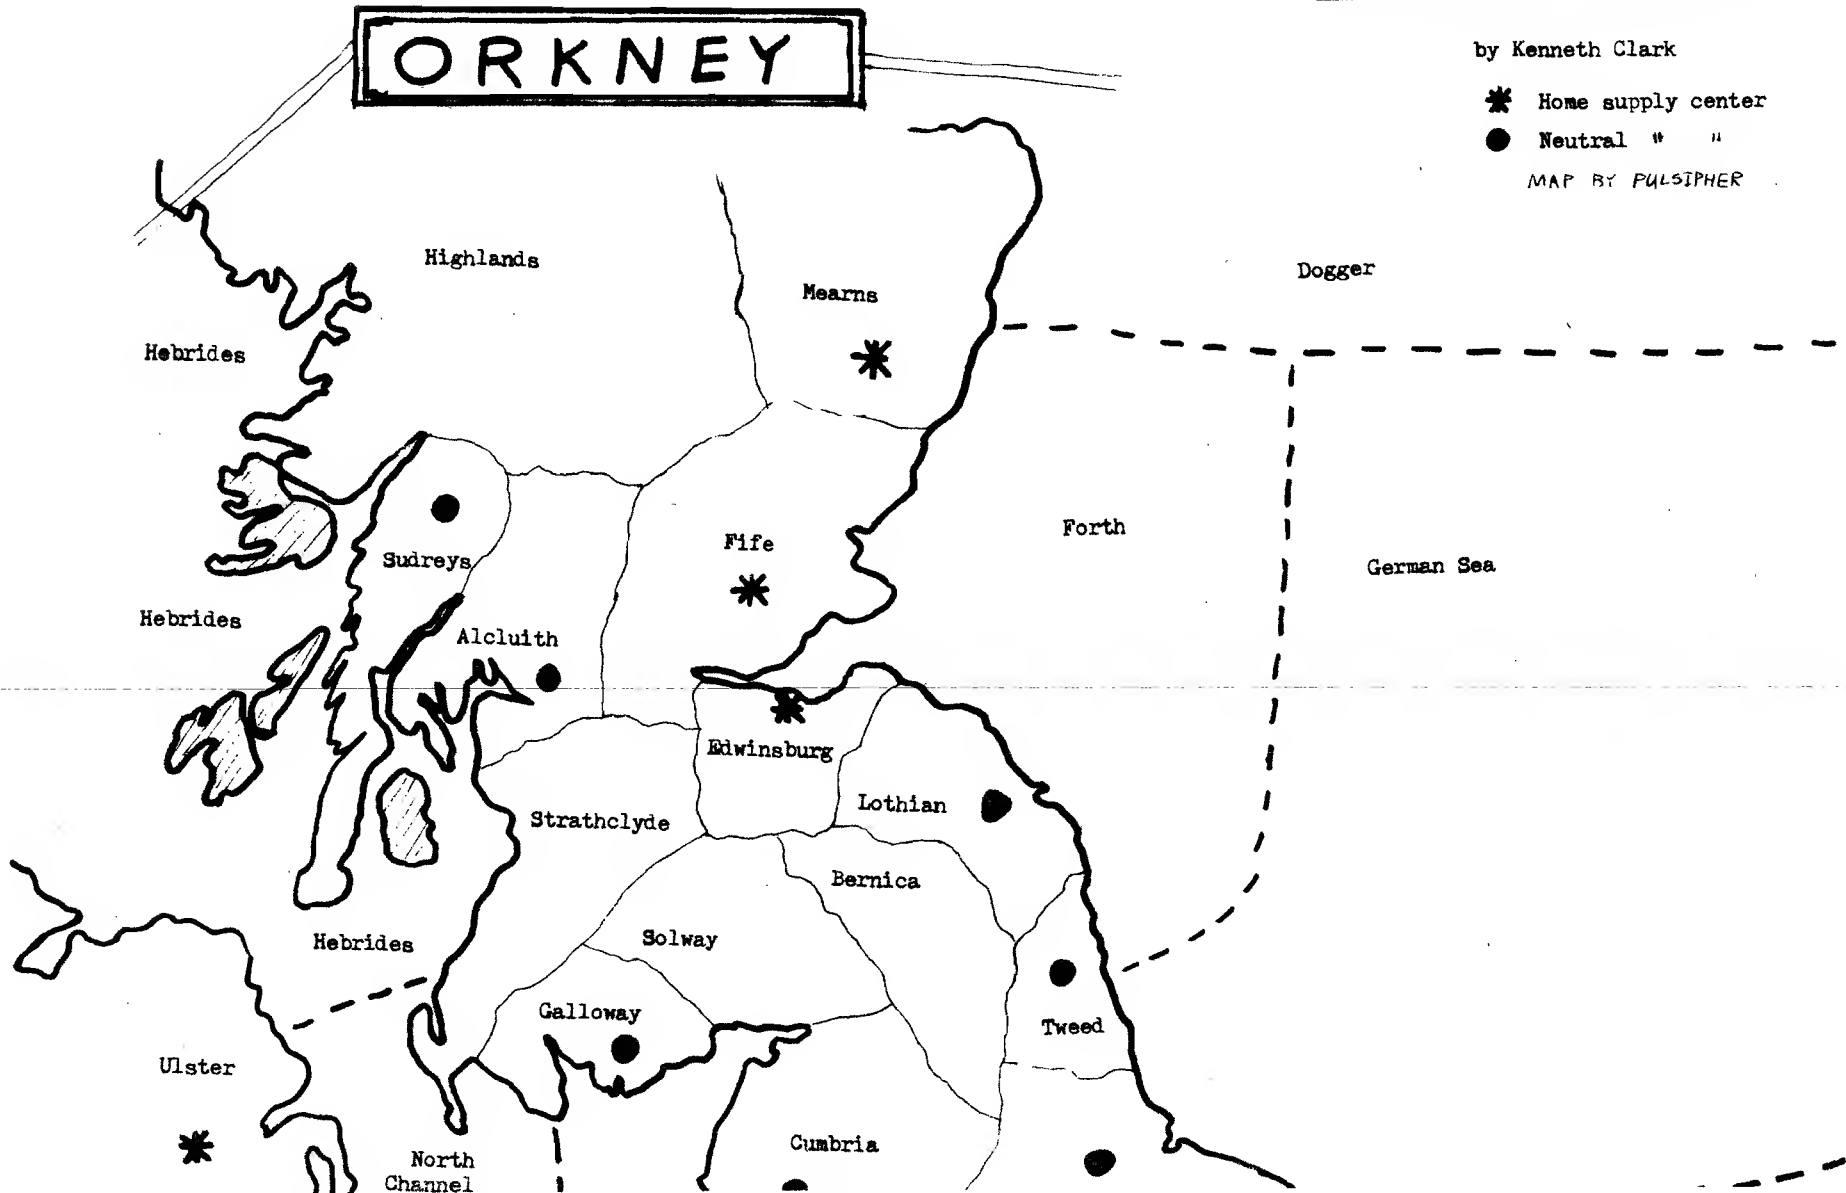 ORKNEY
by Kenneth Clark
Home supply center
Neutral " "
MAP BY PULSIPHER
Highlands
Dogger
Mearns
Hebrides
Forth
Fife
Sudreys
German Sea
Hebrides
Alcluith
Edwinsburg
Lothian
Strathclyde
Bernica
Solway
Hebrides
Galloway
Tweed
Ulster
Cumbria
North
Channel